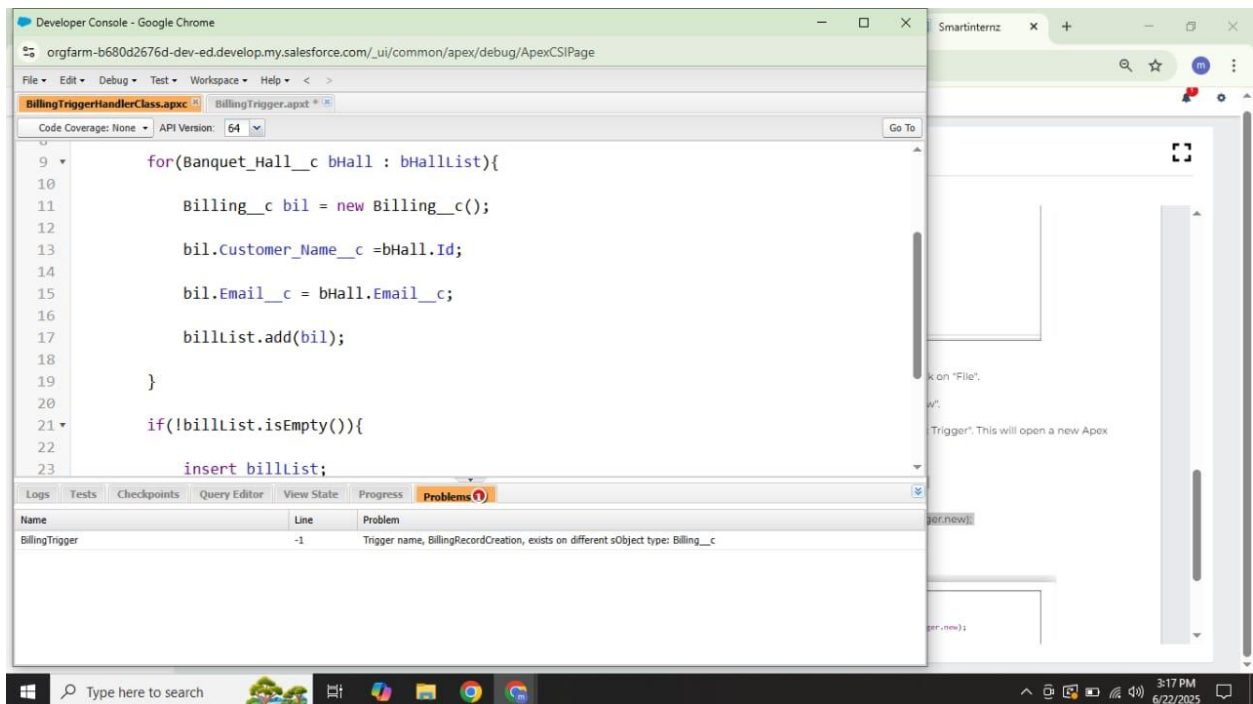 Developer Console - Google Chrome
Smartinternz
orgfarm-b680d2676d-dev-ed.develop.my.salesforce.com/_ui/common/apex/debug/ApexCSIPage
m
File Edit Debug Test Workspace Help < >
BillingTriggerHandlerClass.apxc BillingTrigger.apxt *
Code Coverage: None API Version: 64 Go To
9 for(Banquet_Hall__c bHall : bHallList){
10
11 Billing__c bil = new Billing__c();
12
13 bil.Customer_Name__c =bHall.Id;
14
15 bil.Email__c = bHall.Email__c;
16
17 billList.add(bil);
18
19 }
20
21 if(!billList.isEmpty()){
22
23 insert billList;
k on "File".
w".
Trigger". This will open a new Apex
Logs Tests Checkpoints Query Editor View State Progress Problems 1
Name Line Problem
ger.new);
BillingTrigger -1 Trigger name, BillingRecordCreation, exists on different sObject type: Billing__c
ger.new);
Type here to search
3:17 PM
6/22/2025